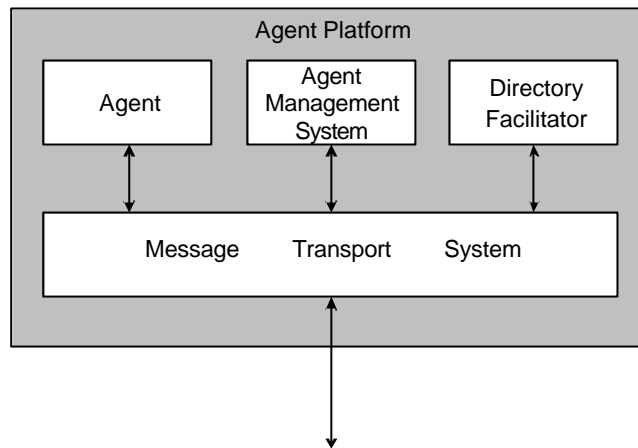 Agent Platform
Agent
Agent
Management
System
Directory
Facilitator
Message Transport System